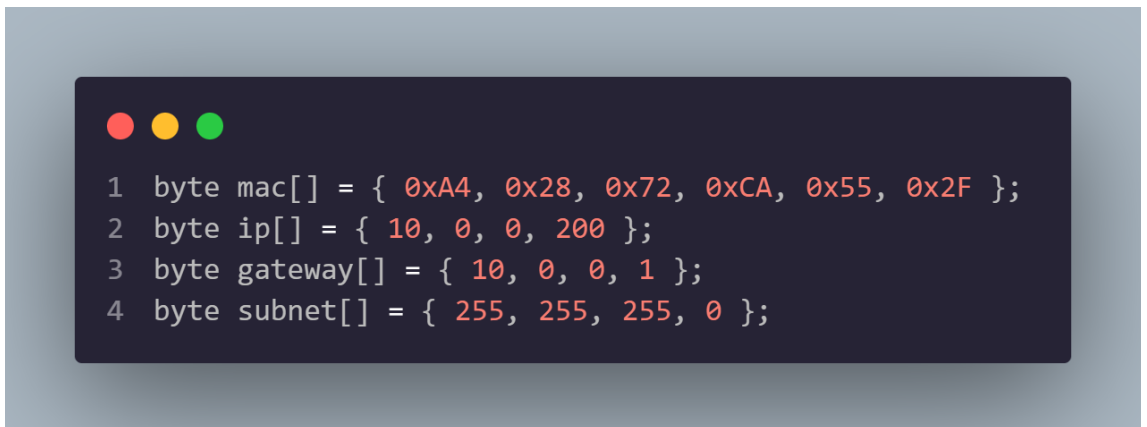 1 byte mac[] = { 0xA4, 0x28, 0x72, 0xCA, 0x55, 0x2F };
2 byte ip[] = { 10, 0, 0, 200 };
3 byte gateway[] = { 10, 0, 0, 1 };
4 byte subnet[] = { 255, 255, 255, 0 };